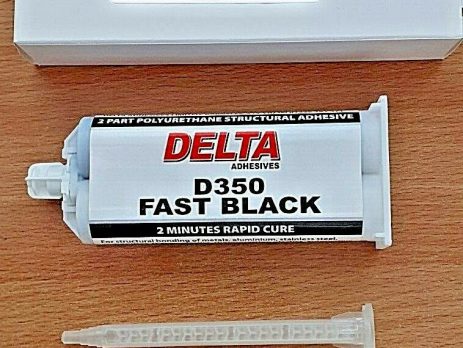 2 PART POLYURETHANE STRUCTURAL ADHESIVE
DELTA
ADHESIVES
D350
FAST BLACK
2 MINUTES RAPID CURE
For structural bonding of metals, aluminium, stainless steel,